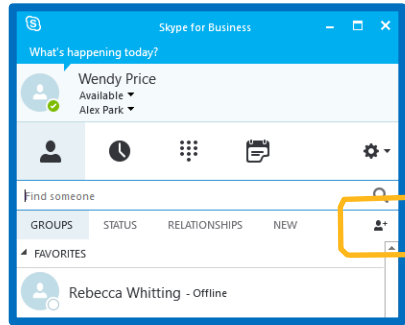 Skype for Business
What's happening today?
Wendy Price
Available
Alex Park
Find someone
GROUPS STATUS RELATIONSHIPS NEW
FAVORITES
Rebecca Whitting - Offline